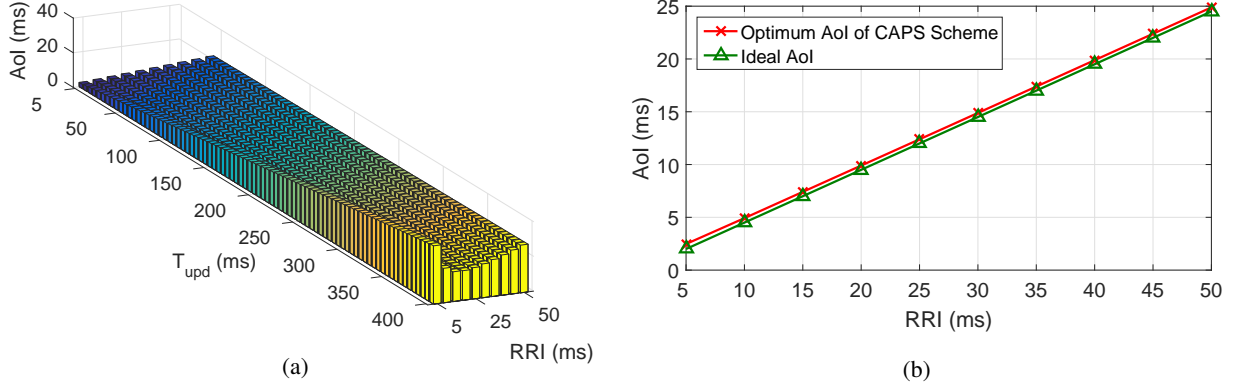 AoI (ms)
40
20
0
5
50
100
150
200
250
300
350
400
T_upd (ms)
5
25
50
RRI (ms)
(a)
Optimum AoI of CAPS Scheme
Ideal AoI
AoI (ms)
25
20
15
10
5
0
5 10 15 20 25 30 35 40 45 50
RRI (ms)
(b)